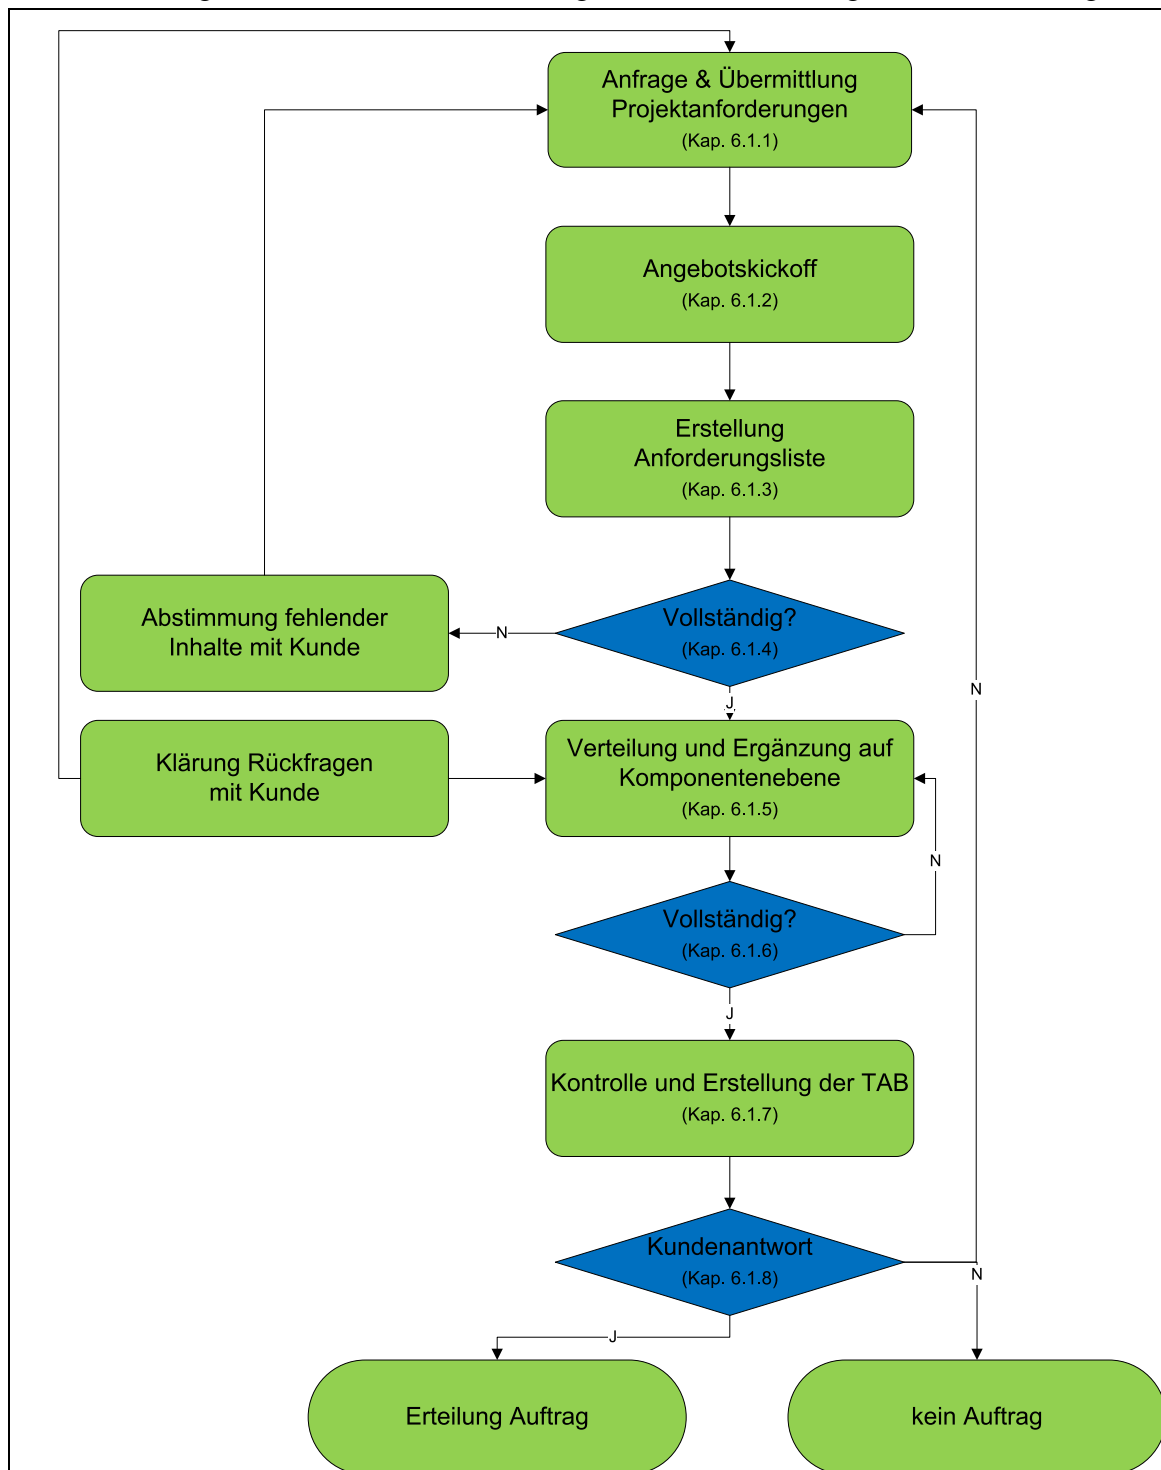 Anfrage & Übermittlung
Projektanforderungen
(Kap. 6.1.1)
Angebotskickoff
(Kap. 6.1.2)
Erstellung
Anforderungsliste
(Kap. 6.1.3)
Abstimmung fehlender
Inhalte mit Kunde
N
Vollständig?
(Kap. 6.1.4)
N
J
Klärung Rückfragen
mit Kunde
Verteilung und Ergänzung auf
Komponentenebene
(Kap. 6.1.5)
N
Vollständig?
(Kap. 6.1.6)
J
Kontrolle und Erstellung der TAB
(Kap. 6.1.7)
Kundenantwort
(Kap. 6.1.8)
N
J
Erteilung Auftrag
kein Auftrag